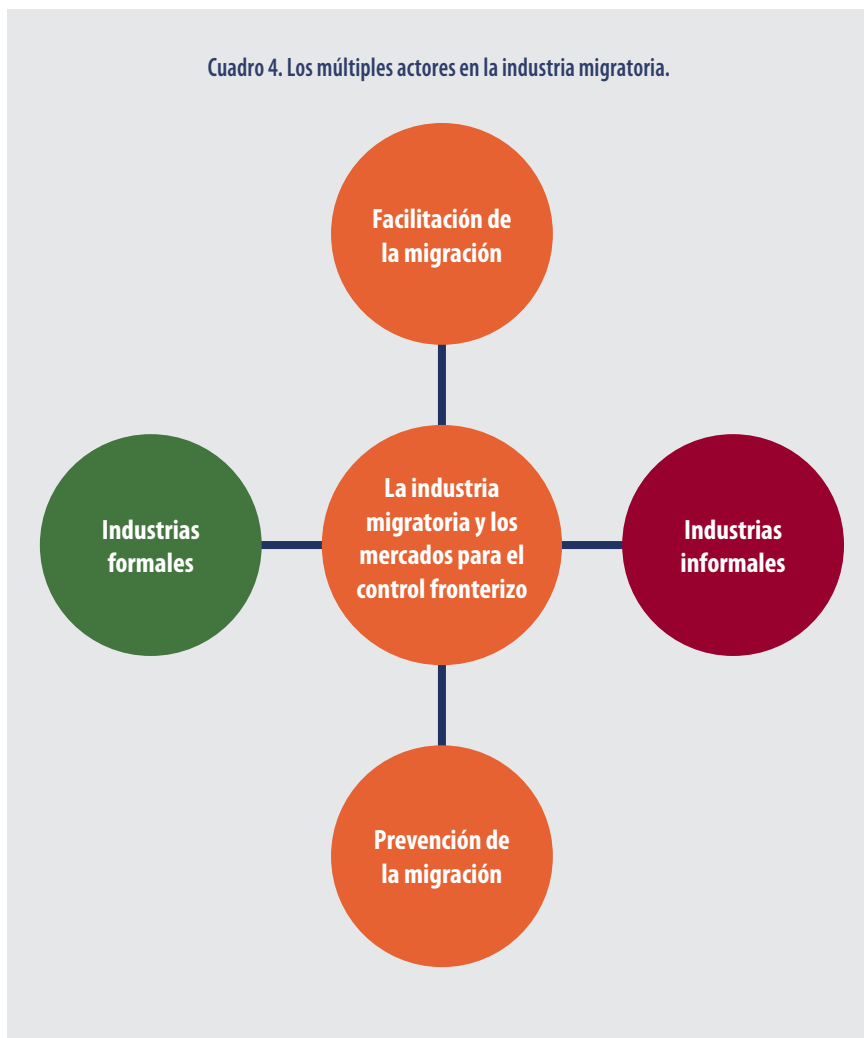 Cuadro 4. Los múltiples actores en la industria migratoria.
Facilitación de
la migración
Industrias
formales
La industria
migratoria y los
mercados para el
control fronterizo
Industrias
informales
Prevención de
la migración